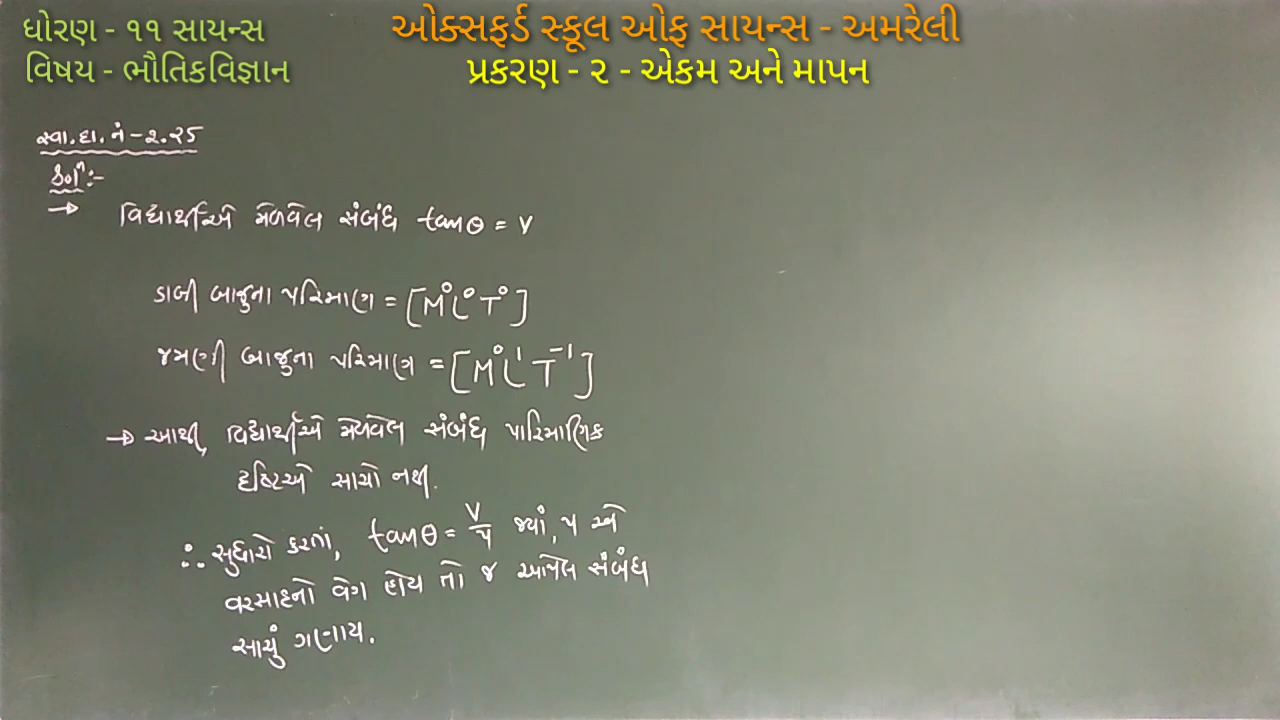 ધોરણ - ૧૧ સાયન્સ
વિષય - ભૌતિકવિજ્ઞાન
ઓક્સફર્ડ સ્કૂલ ઓફ સાયન્સ - અમરેલી
પ્રકરણ - ૨ - એકમ અને માપન
સ્વા.દા.નં - ૨.૨૫
→ વિદ્યાર્થીએ મેળવેલ સંબંધ tanθ = v
ડાબી બાજુના પરિમાણ = [M⁰L⁰T⁰]
જમણી બાજુના પરિમાણ = [M⁰L¹T⁻¹]
→ આથી, વિદ્યાર્થીએ મેળવેલ સંબંધ પારિમાણિક
દૃષ્ટિએ સાચો નથી.
∴ સુધારો કરતાં, tanθ = v/u જ્યાં, u એ
વરસાદનો વેગ હોય તો જ આપેલ સંબંધ
સાચું ગણાય.